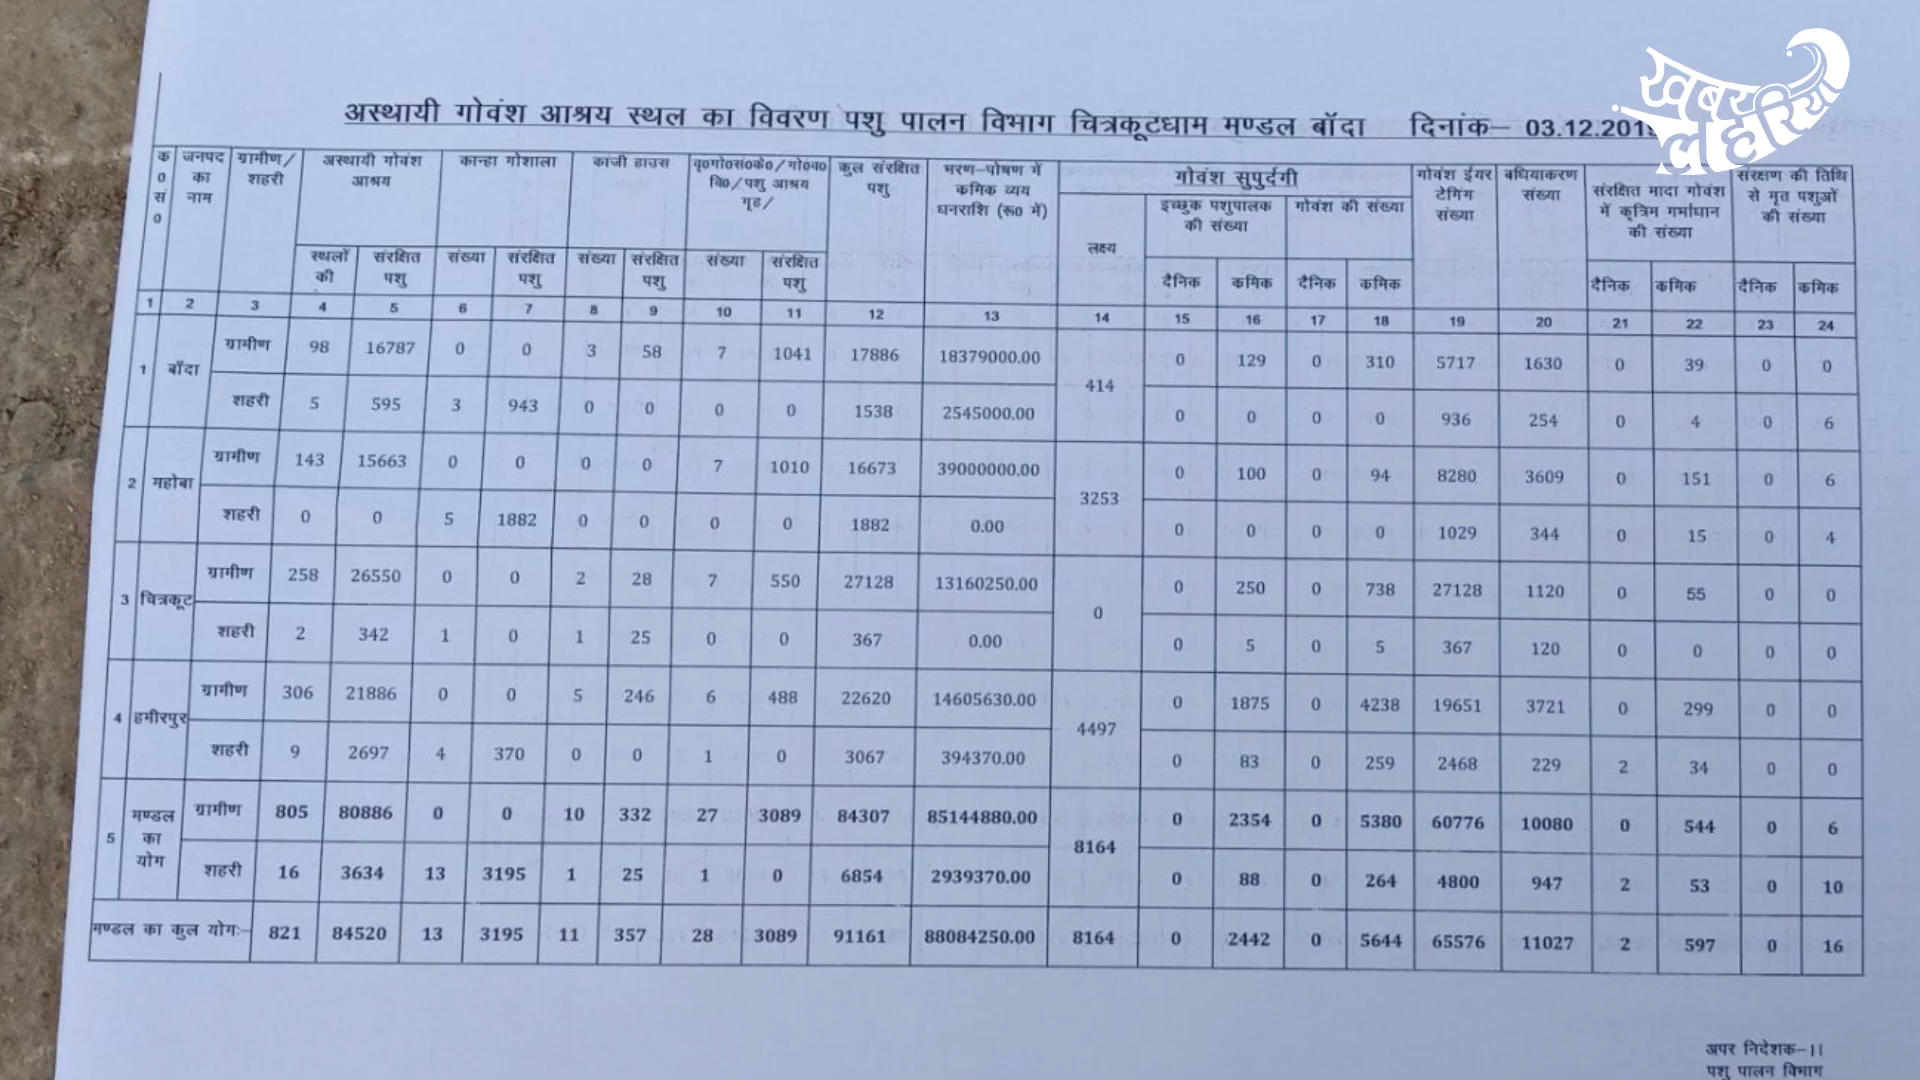 खबर लहरिया
अस्थायी गोवंश आश्रय स्थल का विवरण पशु पालन विभाग चित्रकूटधाम मण्डल बॉदा दिनांक– 03.12.201
क०सं० जनपद का नाम ग्रामीण/शहरी अस्थायी गोवंश आश्रय कान्हा गोशाला कांजी हाउस वृ०गो०सं०के०/गो०व०वि०/पशु आश्रय गृह/ कुल संरक्षित पशु भरण–पोषण में कमिक व्यय धनराशि (रू0 में) गोवंश सुपुर्दगी गोवंश ईयर टेगिंग संख्या बधियाकरण संख्या संरक्षित मादा गोवंश में कृत्रिम गर्भाधान की संख्या संरक्षण की तिथि से मृत पशुओं की संख्या
लक्ष्य इच्छुक पशुपालक की संख्या गोवंश की संख्या
स्थलों की संरक्षित पशु संख्या संरक्षित पशु संख्या संरक्षित पशु संख्या संरक्षित पशु दैनिक कमिक दैनिक कमिक दैनिक कमिक दैनिक कमिक
1 2 3 4 5 6 7 8 9 10 11 12 13 14 15 16 17 18 19 20 21 22 23 24
1 बॉदा ग्रामीण 98 16787 0 0 3 58 7 1041 17886 18379000.00 414 0 129 0 310 5717 1630 0 39 0 0
शहरी 5 595 3 943 0 0 0 0 1538 2545000.00 0 0 0 0 936 254 0 4 0 6
2 महोबा ग्रामीण 143 15663 0 0 0 0 7 1010 16673 39000000.00 3253 0 100 0 94 8280 3609 0 151 0 6
शहरी 0 0 5 1882 0 0 0 0 1882 0.00 0 0 0 0 1029 344 0 15 0 4
3 चित्रकूट ग्रामीण 258 26550 0 0 2 28 7 550 27128 13160250.00 0 0 250 0 738 27128 1120 0 55 0 0
शहरी 2 342 1 0 1 25 0 0 367 0.00 0 5 0 5 367 120 0 0 0 0
4 हमीरपुर ग्रामीण 306 21886 0 0 5 246 6 488 22620 14605630.00 4497 0 1875 0 4238 19651 3721 0 299 0 0
शहरी 9 2697 4 370 0 0 1 0 3067 394370.00 0 83 0 259 2468 229 2 34 0 0
5 मण्डल का योग ग्रामीण 805 80886 0 0 10 332 27 3089 84307 85144880.00 8164 0 2354 0 5380 60776 10080 0 544 0 6
शहरी 16 3634 13 3195 1 25 1 0 6854 2939370.00 0 88 0 264 4800 947 2 53 0 10
मण्डल का कुल योगः– 821 84520 13 3195 11 357 28 3089 91161 88084250.00 8164 0 2442 0 5644 65576 11027 2 597 0 16
अपर निदेशक–।।
पशु पालन विभाग